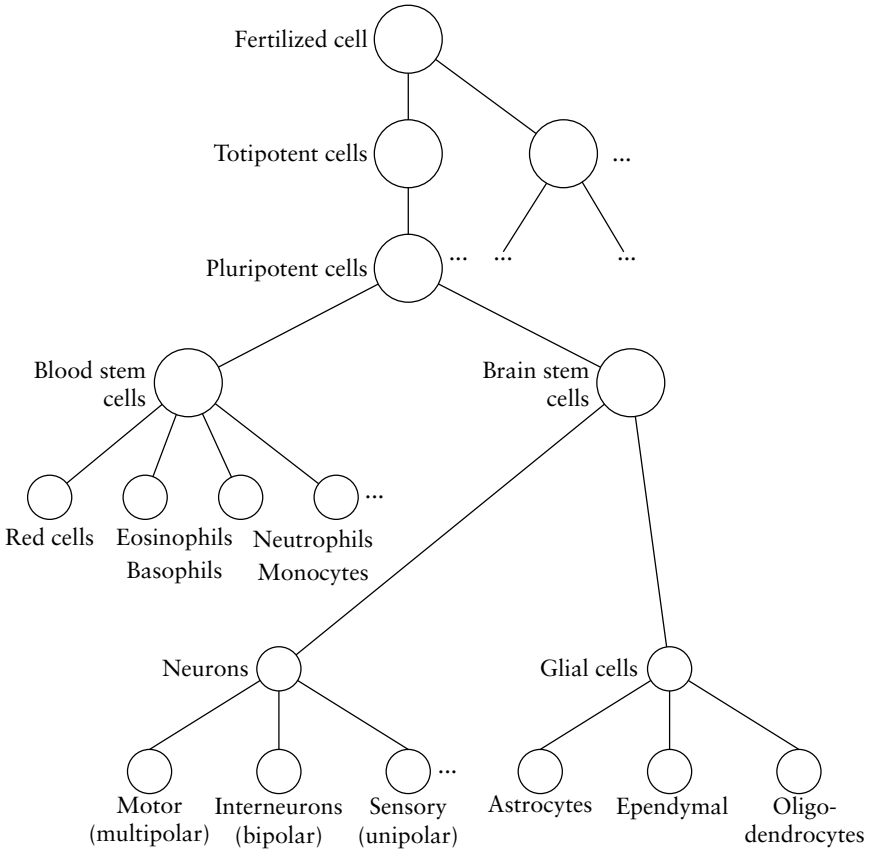 Fertilized cell
Totipotent cells
...
Pluripotent cells
...
...
...
Blood stem
cells
Brain stem
cells
...
Red cells
Eosinophils
Basophils
Neutrophils
Monocytes
Neurons
Glial cells
...
Motor
(multipolar)
Interneurons
(bipolar)
Sensory
(unipolar)
Astrocytes
Ependymal
Oligo-
dendrocytes